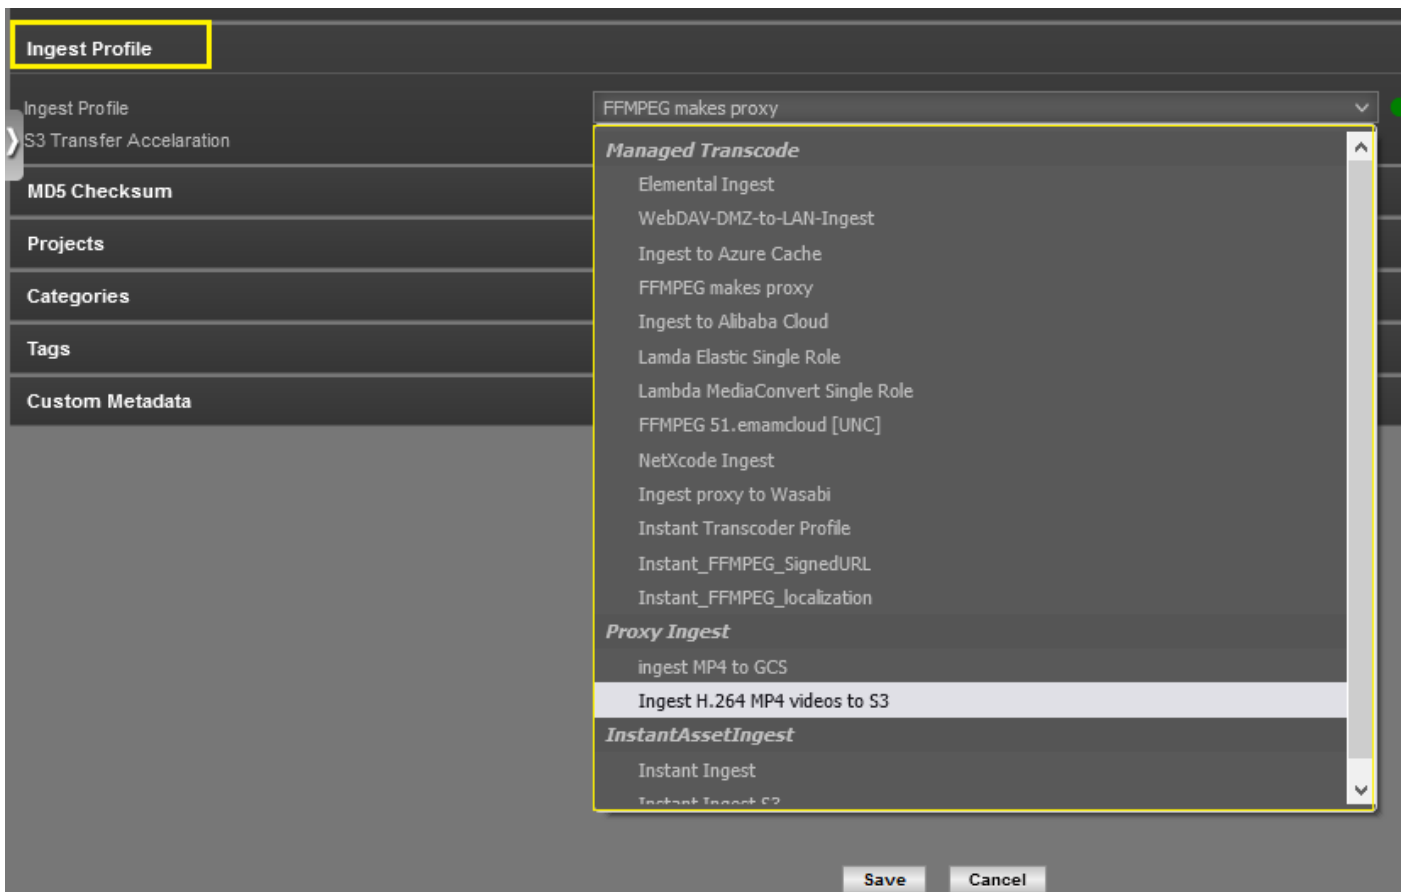 Ingest Profile
Ingest Profile
FFMPEG makes proxy
S3 Transfer Accelaration
MD5 Checksum
Projects
Categories
Tags
Custom Metadata
Managed Transcode
Elemental Ingest
WebDAV-DMZ-to-LAN-Ingest
Ingest to Azure Cache
FFMPEG makes proxy
Ingest to Alibaba Cloud
Lamda Elastic Single Role
Lambda MediaConvert Single Role
FFMPEG 51.emamcloud [UNC]
NetXcode Ingest
Ingest proxy to Wasabi
Instant Transcoder Profile
Instant_FFMPEG_SignedURL
Instant_FFMPEG_localization
Proxy Ingest
ingest MP4 to GCS
Ingest H.264 MP4 videos to S3
InstantAssetIngest
Instant Ingest
Instant Ingest S3
Save
Cancel